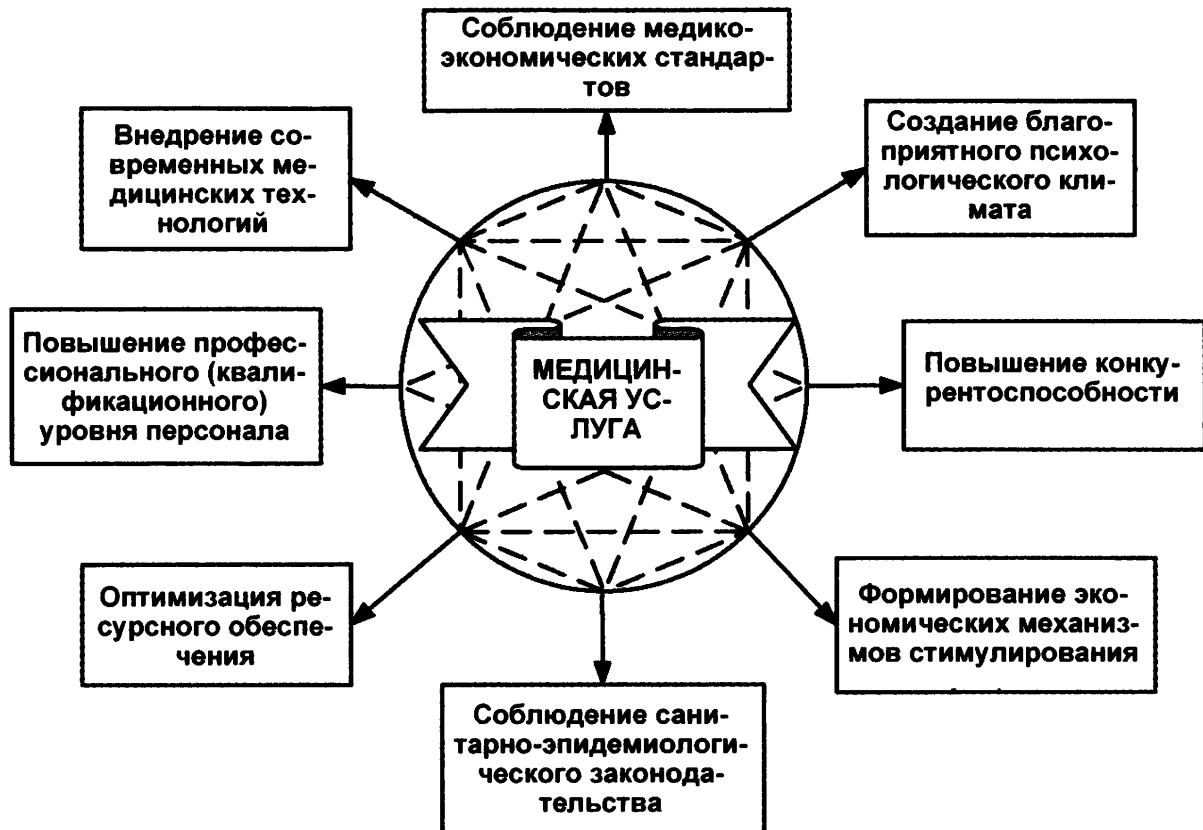 Соблюдение медико-
экономических стандар-
тов
Внедрение со-
временных ме-
дицинских тех-
нологий
Создание благо-
приятного психо-
логического кли-
мата
Повышение профес-
сионального (квали-
фикационного)
уровня персонала
МЕДИЦИН-
СКАЯ УС-
ЛУГА
Повышение конку-
рентоспособности
Оптимизация ре-
сурсного обеспе-
чения
Формирование эко-
номических механиз-
мов стимулирования
Соблюдение сани-
тарно-эпидемиологи-
ческого законода-
тельства